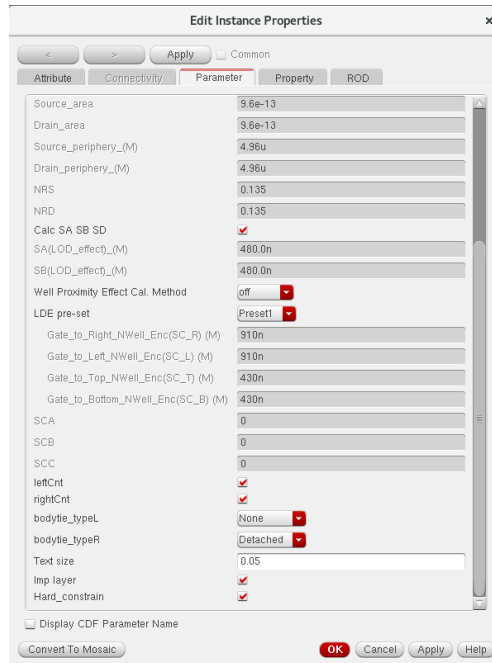 Edit Instance Properties
<
>
Apply
Common
Attribute
Connectivity
Parameter
Property
ROD
Source_area 9.6e-13
Drain_area 9.6e-13
Source_periphery_(M) 4.96u
Drain_periphery_(M) 4.96u
NRS 0.135
NRD 0.135
Calc SA SB SD
SA(LOD_effect)_(M) 480.0n
SB(LOD_effect)_(M) 480.0n
Well Proximity Effect Cal. Method off
LDE pre-set Preset1
Gate_to_Right_NWell_Enc(SC_R) (M) 910n
Gate_to_Left_NWell_Enc(SC_L) (M) 910n
Gate_to_Top_NWell_Enc(SC_T) (M) 430n
Gate_to_Bottom_NWell_Enc(SC_B) (M) 430n
SCA 0
SCB 0
SCC 0
leftCnt
rightCnt
bodytie_typeL None
bodytie_typeR Detached
Text size 0.05
Imp layer
Hard_constrain
Display CDF Parameter Name
Convert To Mosaic
OK
Cancel
Apply
Help